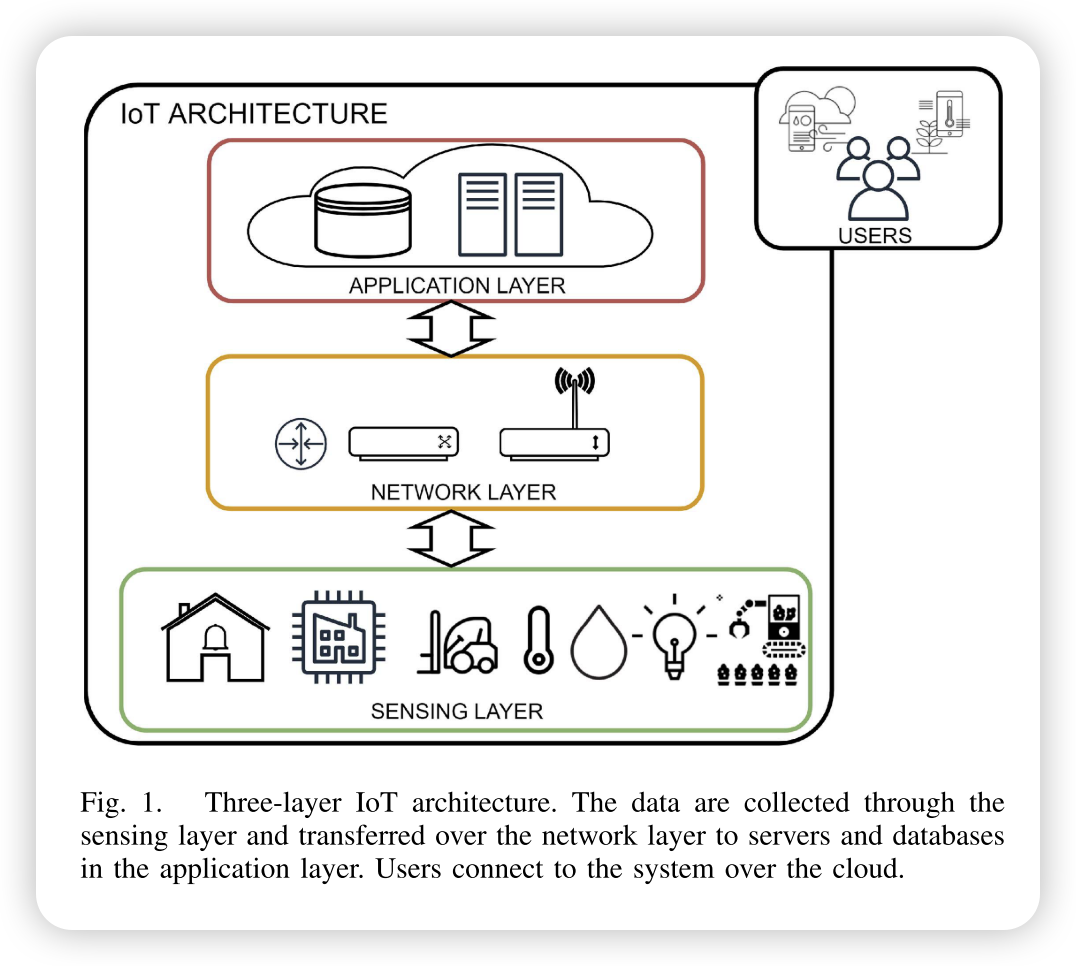 IoT ARCHITECTURE
USERS
APPLICATION LAYER
NETWORK LAYER
SENSING LAYER
Fig. 1. Three-layer IoT architecture. The data are collected through the
sensing layer and transferred over the network layer to servers and databases
in the application layer. Users connect to the system over the cloud.